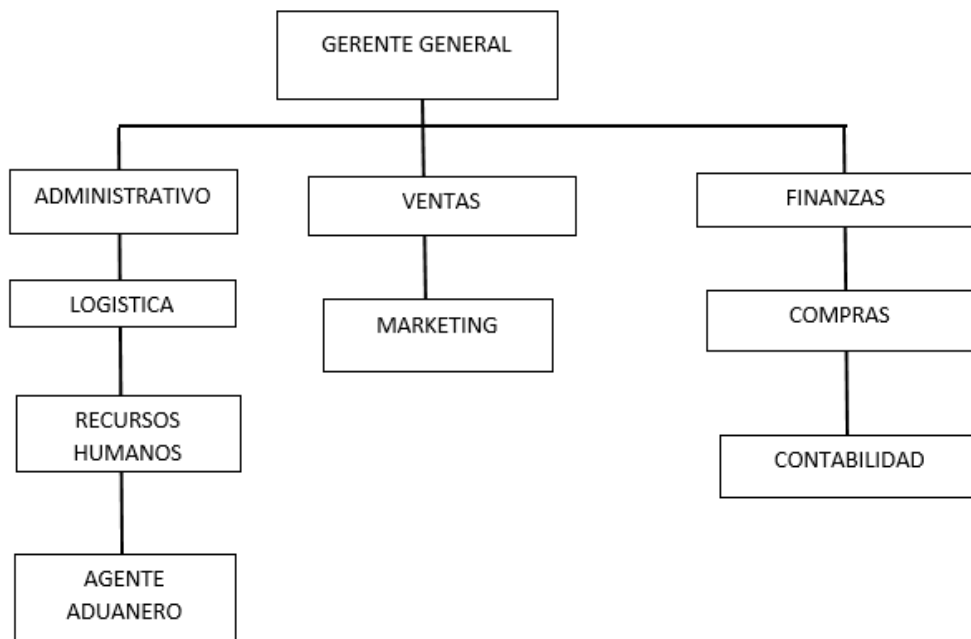 GERENTE GENERAL
ADMINISTRATIVO
VENTAS
FINANZAS
LOGISTICA
MARKETING
COMPRAS
RECURSOS
HUMANOS
CONTABILIDAD
AGENTE
ADUANERO